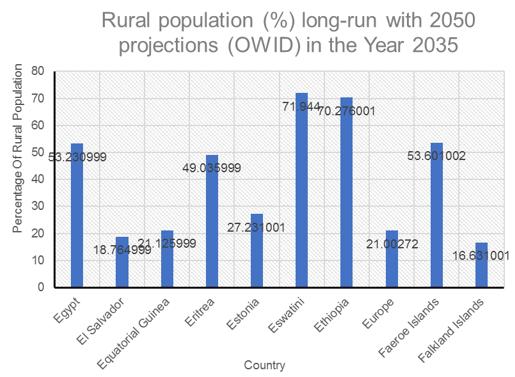 Rural population (%) long-run with 2050
projections (OWID) in the Year 2035
Percentage Of Rural Population
80
70
60
50
40
30
20
10
0
53.230999
18.764999
21.125999
49.035999
27.231001
71.944
70.276001
21.00272
53.601002
16.631001
Egypt
El Salvador
Equatorial Guinea
Eritrea
Estonia
Eswatini
Ethiopia
Europe
Faeroe Islands
Falkland Islands
Country